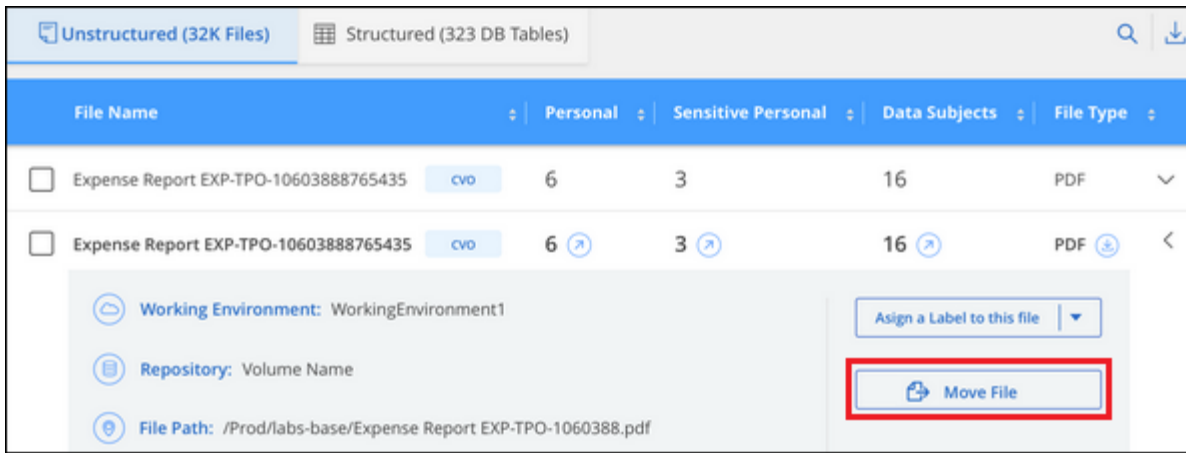 Unstructured (32K Files) Structured (323 DB Tables)
File Name Personal Sensitive Personal Data Subjects File Type
Expense Report EXP-TPO-10603888765435 CVO 6 3 16 PDF
Expense Report EXP-TPO-10603888765435 CVO 6 3 16 PDF
Working Environment: WorkingEnvironment1
Asign a Label to this file
Repository: Volume Name
Move File
File Path: /Prod/labs-base/Expense Report EXP-TPO-1060388.pdf